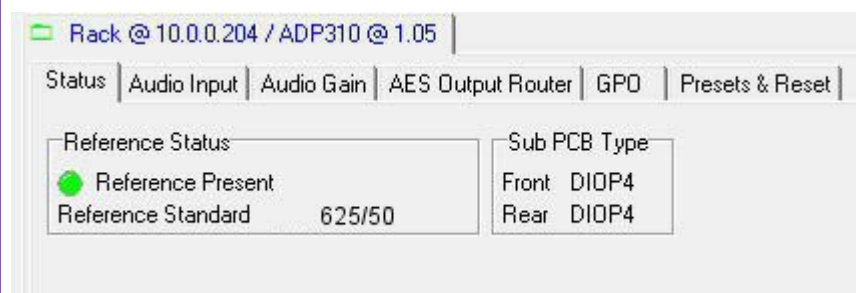 Rack @ 10.0.0.204 / ADP310 @ 1.05
Status Audio Input Audio Gain AES Output Router GPO Presets & Reset
Reference Status Sub PCB Type
Reference Present Front DIOP4
Reference Standard 625/50 Rear DIOP4